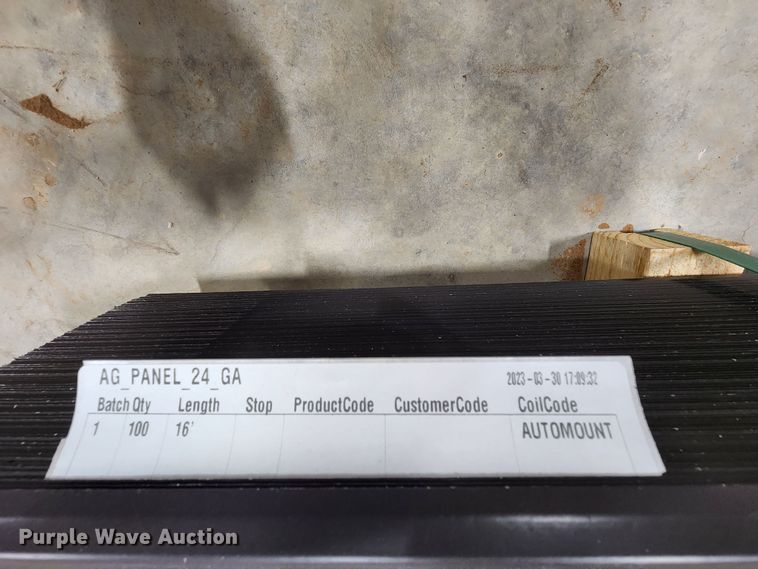 AG_PANEL_24_GA 2023-03-30 17:09:32
Batch Qty Length Stop ProductCode CustomerCode CoilCode
1 100 16' AUTOMOUNT
Purple Wave Auction